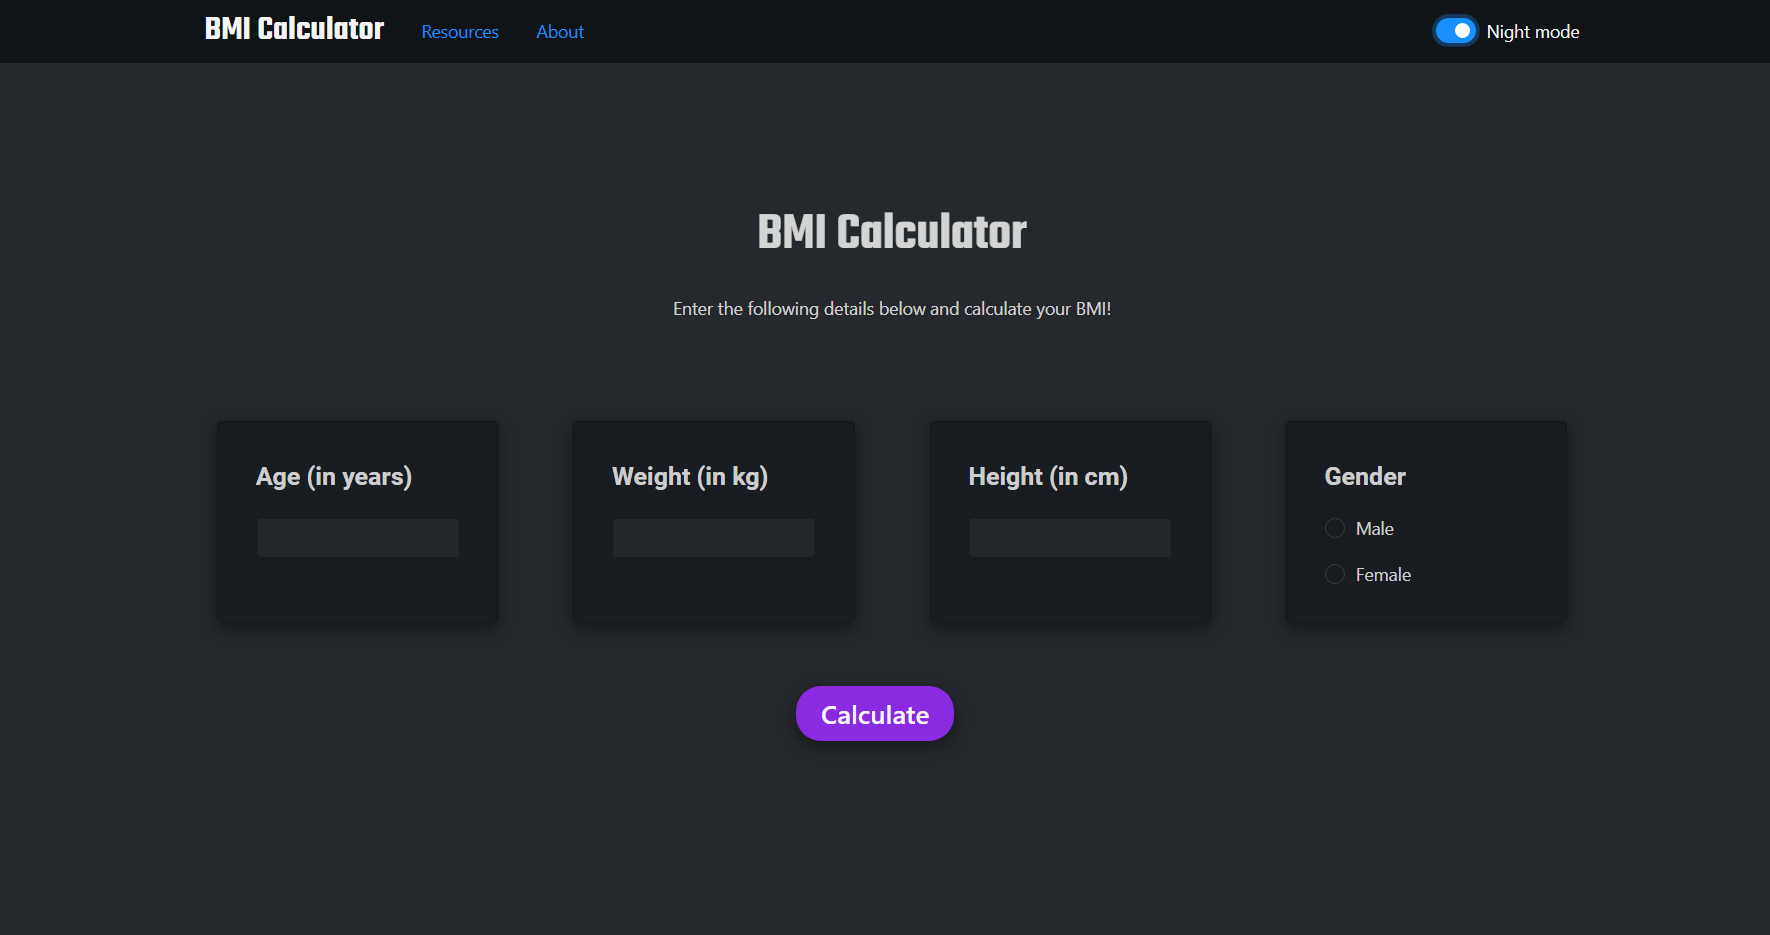 BMI Calculator Resources About Night mode
BMI Calculator
Enter the following details below and calculate your BMI!
Age (in years)
Weight (in kg)
Height (in cm)
Gender
Male
Female
Calculate